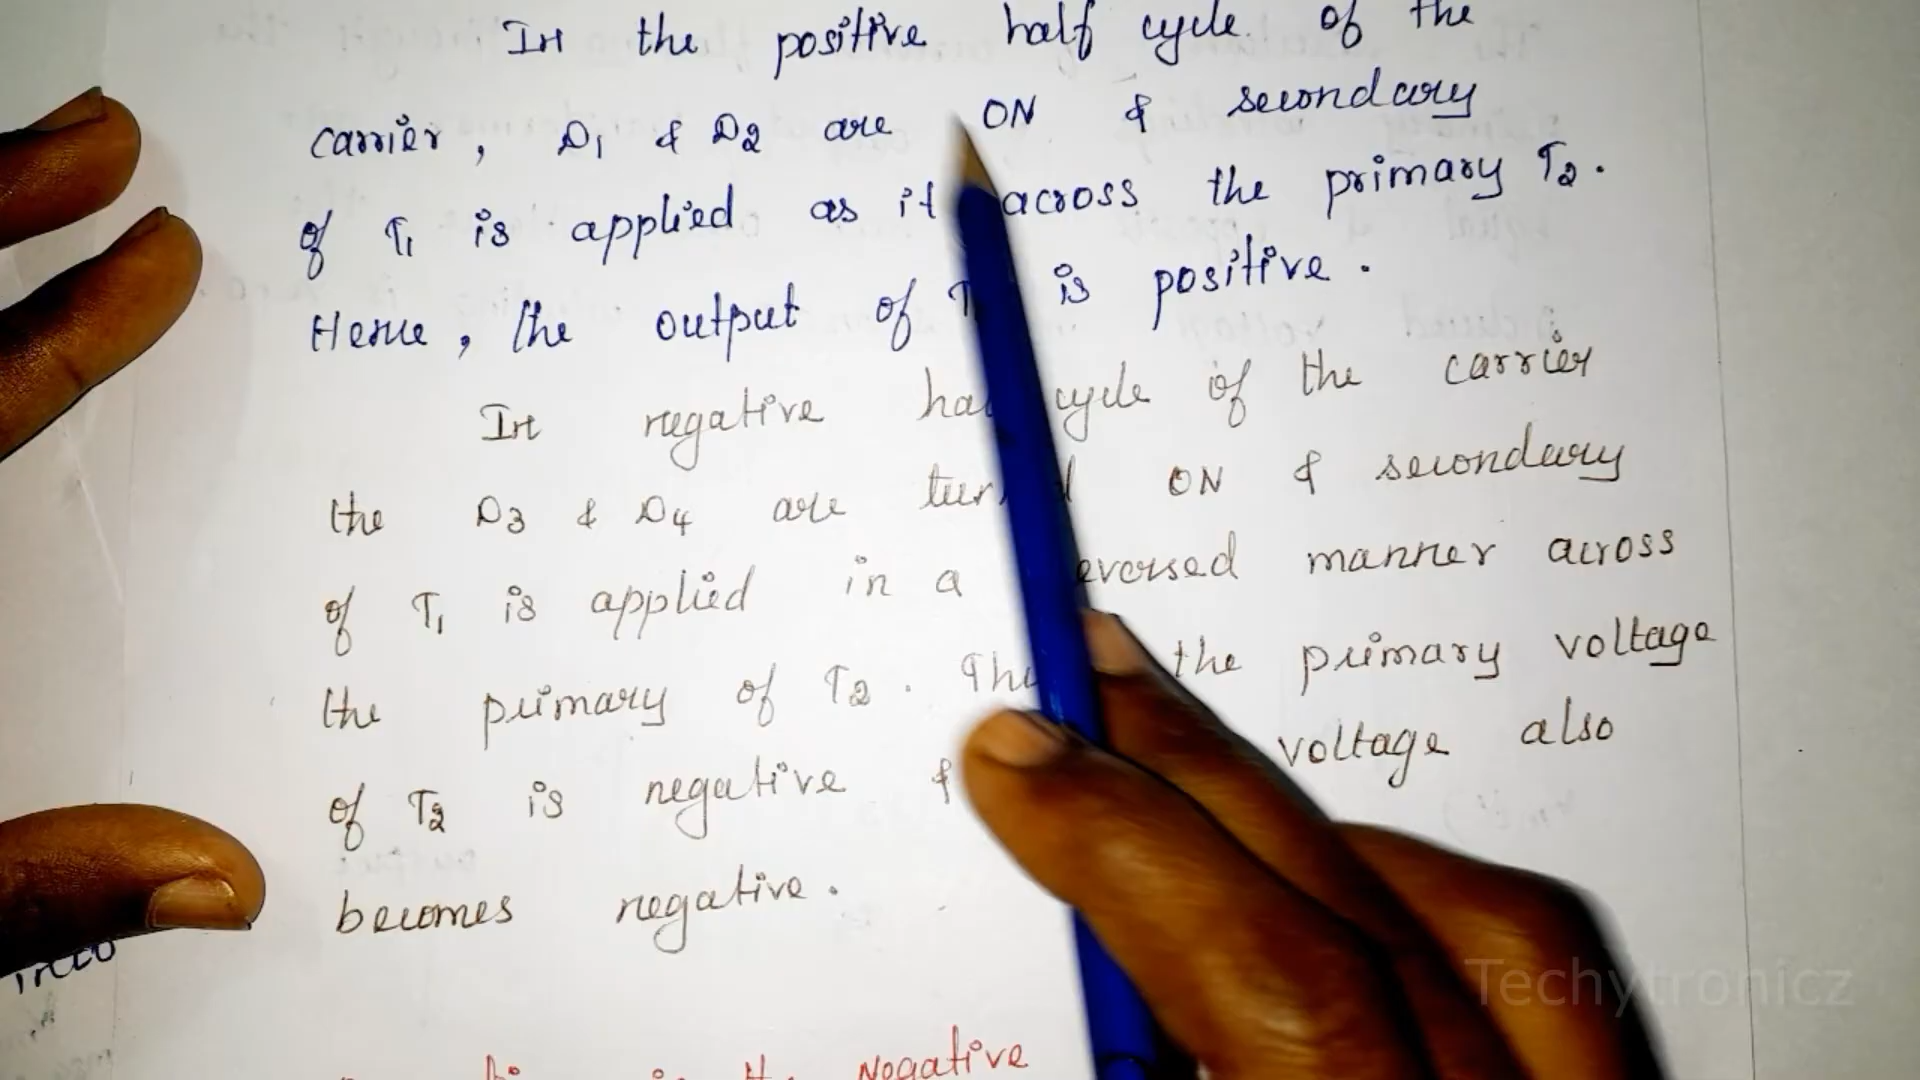 In the positive half cycle of the
carrier, D1 & D2 are ON & secondary
of T1 is applied as it across the primary T2.
Hence, the output of is positive.
In negative cycle of the carrier
the D3 & D4 are ON & secondary
of T1 is applied in a manner across
the primary of T2. the primary voltage
of T2 is negative & voltage also
becomes negative.
Negative
Techytronicz